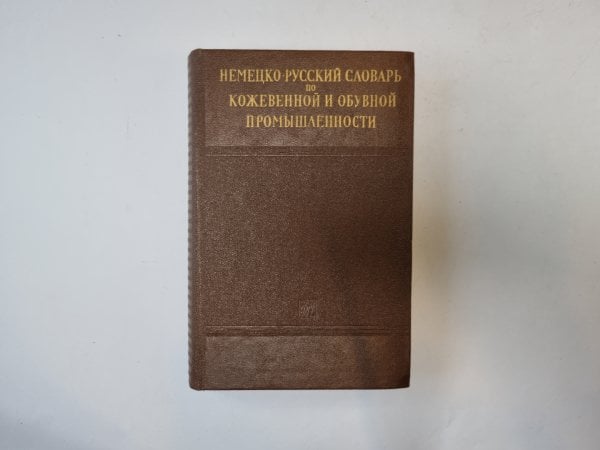 НЕМЕЦКО-РУССКИЙ СЛОВАРЬ
ПО
КОЖЕВЕННОЙ И ОБУВНОЙ
ПРОМЫШЛЕННОСТИ